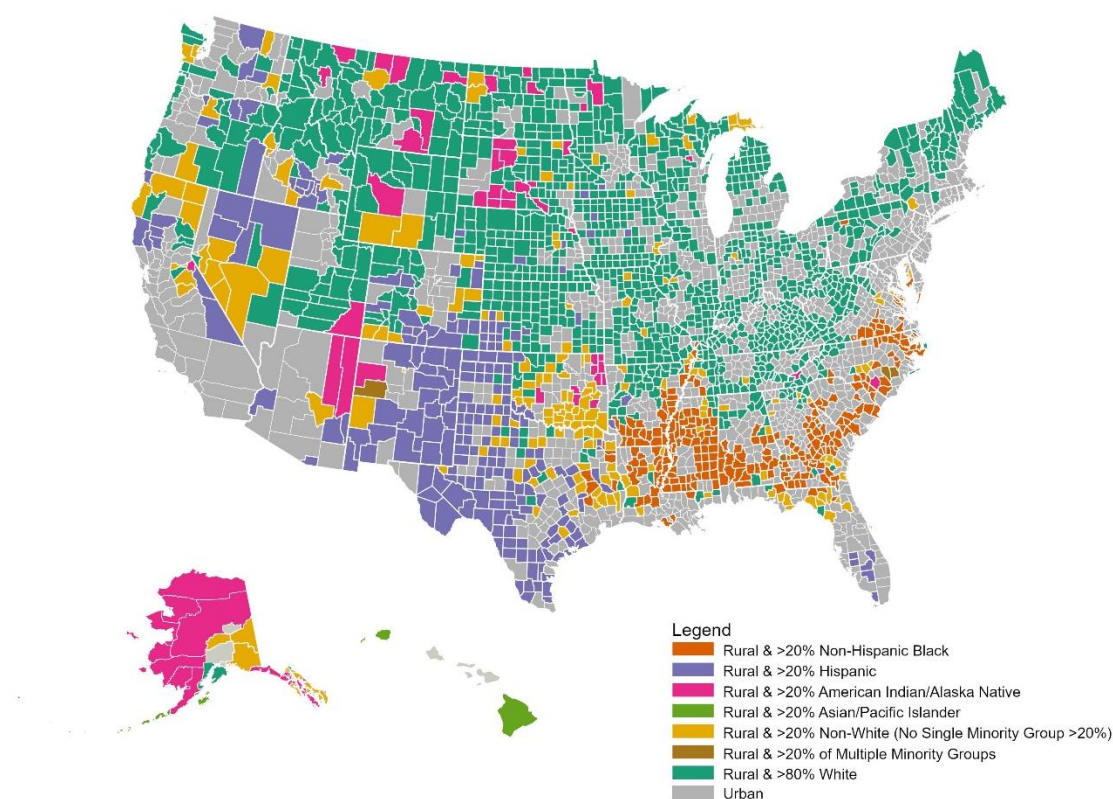 Legend
Rural & >20% Non-Hispanic Black
Rural & >20% Hispanic
Rural & >20% American Indian/Alaska Native
Rural & >20% Asian/Pacific Islander
Rural & >20% Non-White (No Single Minority Group >20%)
Rural & >20% of Multiple Minority Groups
Rural & >80% White
Urban